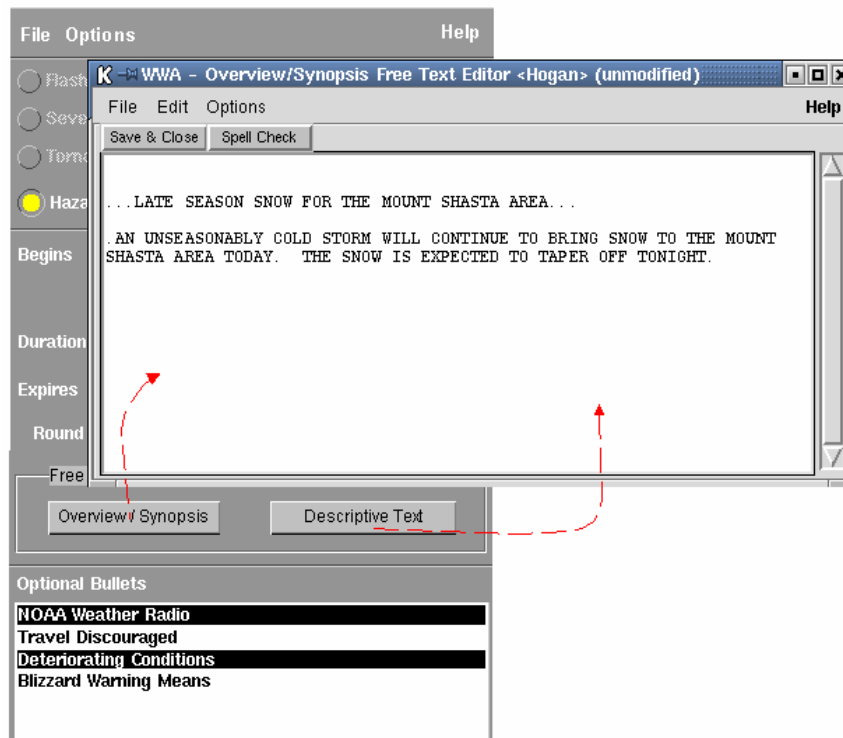 File Options Help
K WWA - Overview/Synopsis Free Text Editor <Hogan> (unmodified)
Flash
File Edit Options Help
Seve
Save & Close Spell Check
Torna
Haza
...LATE SEASON SNOW FOR THE MOUNT SHASTA AREA...
.AN UNSEASONABLY COLD STORM WILL CONTINUE TO BRING SNOW TO THE MOUNT
SHASTA AREA TODAY. THE SNOW IS EXPECTED TO TAPER OFF TONIGHT.
Begins
Duration
Expires
Round
Free
Overview / Synopsis Descriptive Text
Optional Bullets
NOAA Weather Radio
Travel Discouraged
Deteriorating Conditions
Blizzard Warning Means